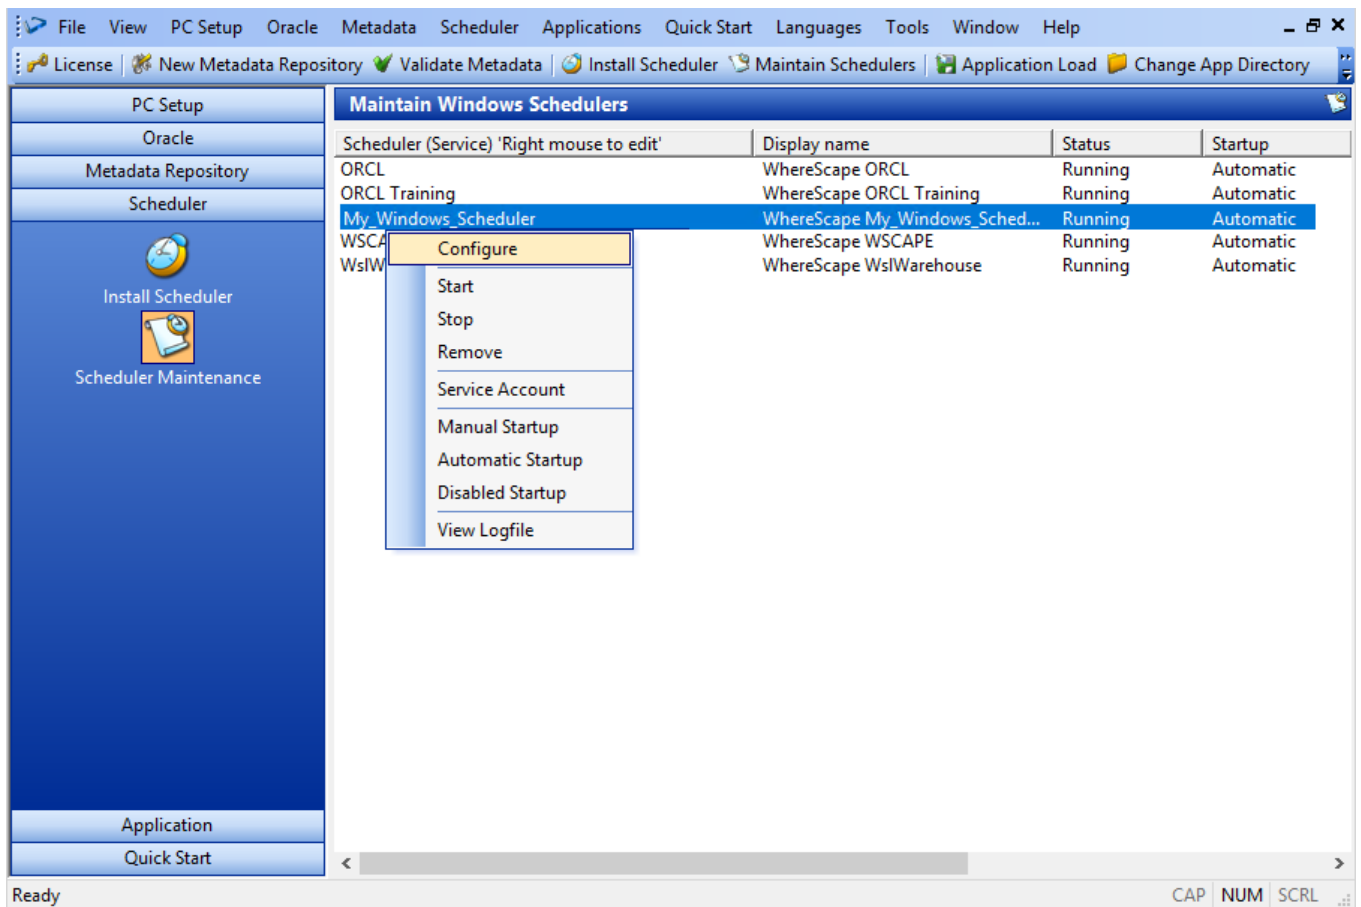 File View PC Setup Oracle Metadata Scheduler Applications Quick Start Languages Tools Window Help
License New Metadata Repository Validate Metadata Install Scheduler Maintain Schedulers Application Load Change App Directory
PC Setup
Oracle
Metadata Repository
Scheduler
Install Scheduler
Scheduler Maintenance
Application
Quick Start
Maintain Windows Schedulers
Scheduler (Service) 'Right mouse to edit' Display name Status Startup
ORCL WhereScape ORCL Running Automatic
ORCL Training WhereScape ORCL Training Running Automatic
My_Windows_Scheduler WhereScape My_Windows_Sched... Running Automatic
WSCA WhereScape WSCAPE Running Automatic
WslW WhereScape WslWarehouse Running Automatic
Configure
Start
Stop
Remove
Service Account
Manual Startup
Automatic Startup
Disabled Startup
View Logfile
Ready CAP NUM SCRL